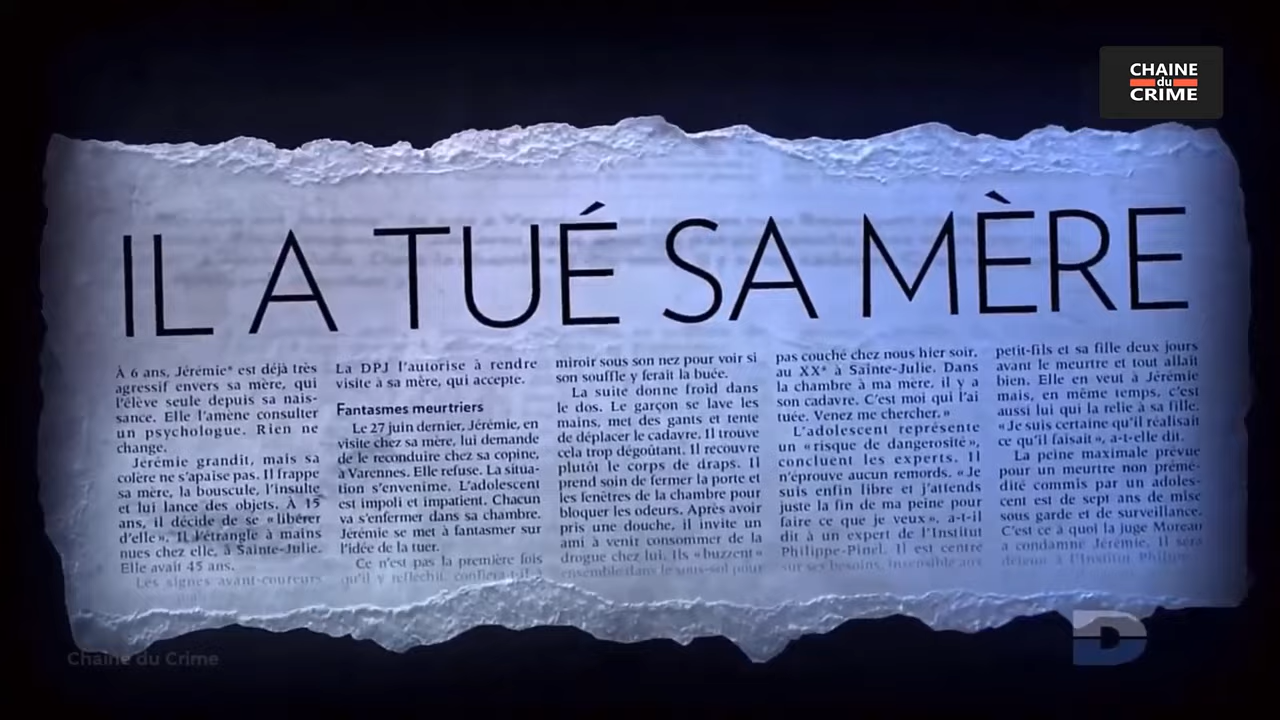 CHAINE
du
CRIME
IL A TUÉ SA MÈRE
À 6 ans, Jérémie* est déjà très
agressif envers sa mère, qui
l'élève seule depuis sa nais-
sance. Elle l'amène consulter
un psychologue. Rien ne
change.
Jérémie grandit, mais sa
colère ne s'apaise pas. Il frappe
sa mère, la bouscule, l'insulte
et lui lance des objets. À 15
ans, il décide de se « libérer
d'elle ». Il l'étrangle à mains
nues chez elle, à Sainte-Julie.
Elle avait 45 ans.
Les signes avant-coureurs
La DPJ l'autorise à rendre
visite à sa mère, qui accepte.
Fantasmes meurtriers
Le 27 juin dernier, Jérémie, en
visite chez sa mère, lui demande
de le reconduire chez sa copine,
à Varennes. Elle refuse. La situa-
tion s'envenime. L'adolescent
est impoli et impatient. Chacun
va s'enfermer dans sa chambre.
Jérémie se met à fantasmer sur
l'idée de la tuer.
Ce n'est pas la première fois
qu'il y réfléchit, confiera-t-il à
miroir sous son nez pour voir si
son souffle y ferait la buée.
La suite donne froid dans
le dos. Le garçon se lave les
mains, met des gants et tente
de déplacer le cadavre. Il trouve
cela trop dégoûtant. Il recouvre
plutôt le corps de draps. Il
prend soin de fermer la porte et
les fenêtres de la chambre pour
bloquer les odeurs. Après avoir
pris une douche, il invite un
ami à venir consommer de la
drogue chez lui. Ils « buzzent »
ensemble dans le sous-sol pour
pas couché chez nous hier soir,
au XX* à Sainte-Julie. Dans
la chambre à ma mère, il y a
son cadavre. C'est moi qui l'ai
tuée. Venez me chercher. »
L'adolescent représente
un « risque de dangerosité »,
concluent les experts. Il
n'éprouve aucun remords. « Je
suis enfin libre et j'attends
juste la fin de ma peine pour
faire ce que je veux », a-t-il
dit à un expert de l'Institut
Philippe-Pinel. Il est centré
sur ses besoins, insensible aux
petit-fils et sa fille deux jours
avant le meurtre et tout allait
bien. Elle en veut à Jérémie
mais, en même temps, c'est
aussi lui qui la relie à sa fille.
« Je suis certaine qu'il réalisait
ce qu'il faisait », a-t-elle dit.
La peine maximale prévue
pour un meurtre non prémé-
dité commis par un adoles-
cent est de sept ans de mise
sous garde et de surveillance.
C'est ce à quoi la juge Moreau
a condamné Jérémie. Il sera
détenu à l'Institut Philippe-
Chaine du Crime
D